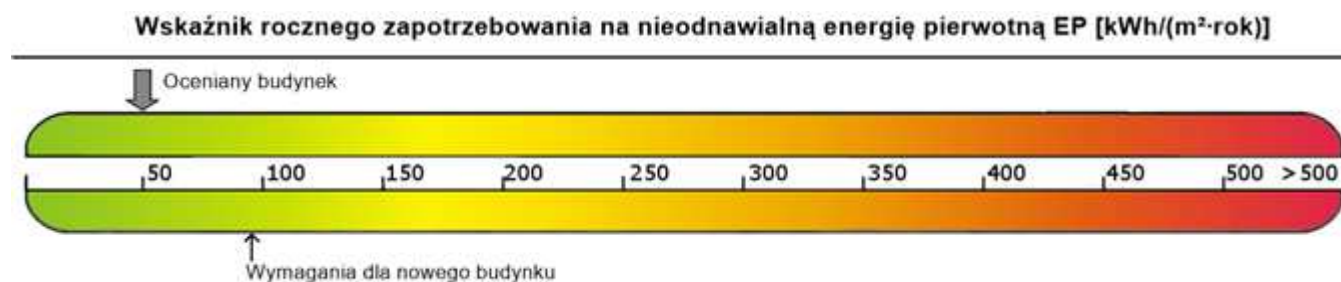 Wskaźnik rocznego zapotrzebowania na nieodnawialną energię pierwotną EP [kWh/(m²·rok)]
Oceniany budynek
50 100 150 200 250 300 350 400 450 500 >500
Wymagania dla nowego budynku